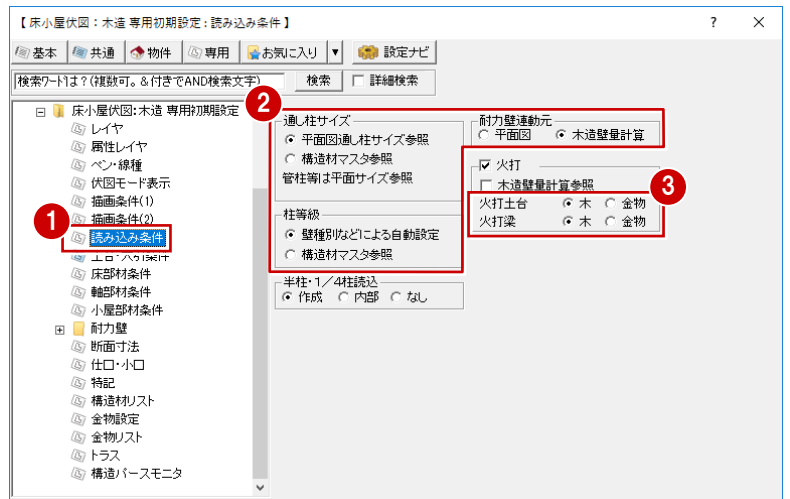 【 床小屋伏図：木造 専用初期設定：読み込み条件 】 ? ×
基本 共通 物件 専用 お気に入り ▼ 設定ナビ
検索ワードは？(複数可。＆付きでAND検索文字) 検索 詳細検索
床小屋伏図：木造 専用初期設定
レイヤ
属性レイヤ
ペン・線種
伏図モード表示
描画条件(1)
描画条件(2)
1
読み込み条件
床部材条件
軸部材条件
小屋部材条件
耐力壁
断面寸法
仕口・小口
特記
構造材リスト
金物設定
金物リスト
トラス
構造パースモニタ
2
通し柱サイズ
平面図通し柱サイズ参照
構造材マスタ参照
管柱等は平面サイズ参照
柱等級
壁種別などによる自動設定
構造材マスタ参照
半柱・1／4柱読込
作成 内部 なし
耐力壁連動元
平面図 木造壁量計算
火打
木造壁量計算参照
3
火打土台 木 金物
火打梁 木 金物